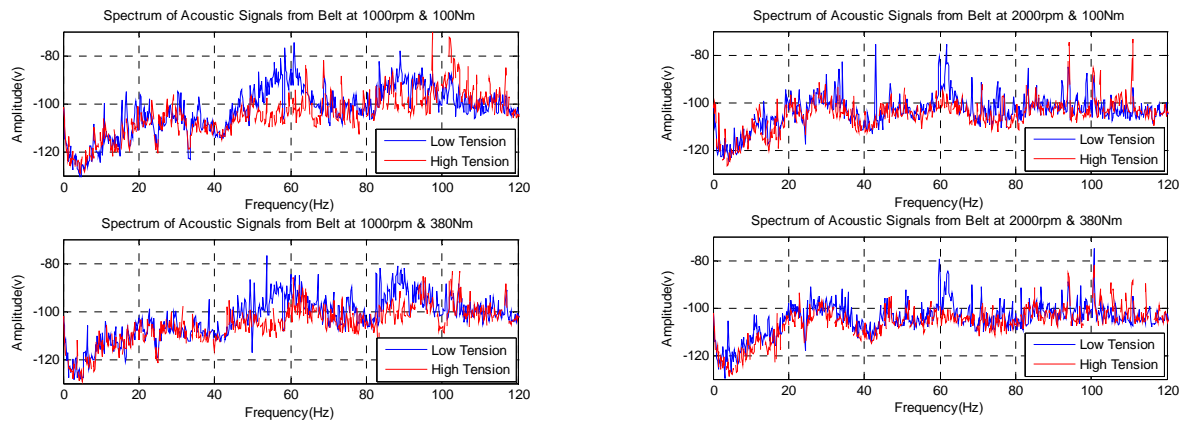 Spectrum of Acoustic Signals from Belt at 1000rpm & 100Nm
-80
-100
-120
Amplitude(v)
0 20 40 60 80 100 120
Frequency(Hz)
Low Tension
High Tension
Spectrum of Acoustic Signals from Belt at 1000rpm & 380Nm
-80
-100
-120
Amplitude(v)
0 20 40 60 80 100 120
Frequency(Hz)
Low Tension
High Tension
Spectrum of Acoustic Signals from Belt at 2000rpm & 100Nm
-80
-100
-120
Amplitude(v)
0 20 40 60 80 100 120
Frequency(Hz)
Low Tension
High Tension
Spectrum of Acoustic Signals from Belt at 2000rpm & 380Nm
-80
-100
-120
Amplitude(v)
0 20 40 60 80 100 120
Frequency(Hz)
Low Tension
High Tension